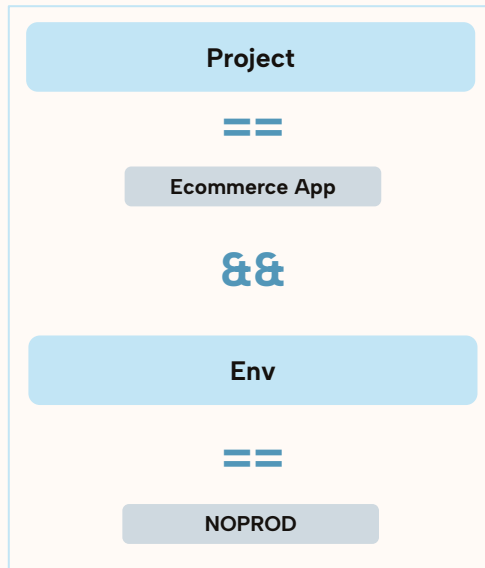 Project
==
Ecommerce App
&&
Env
==
NOPROD